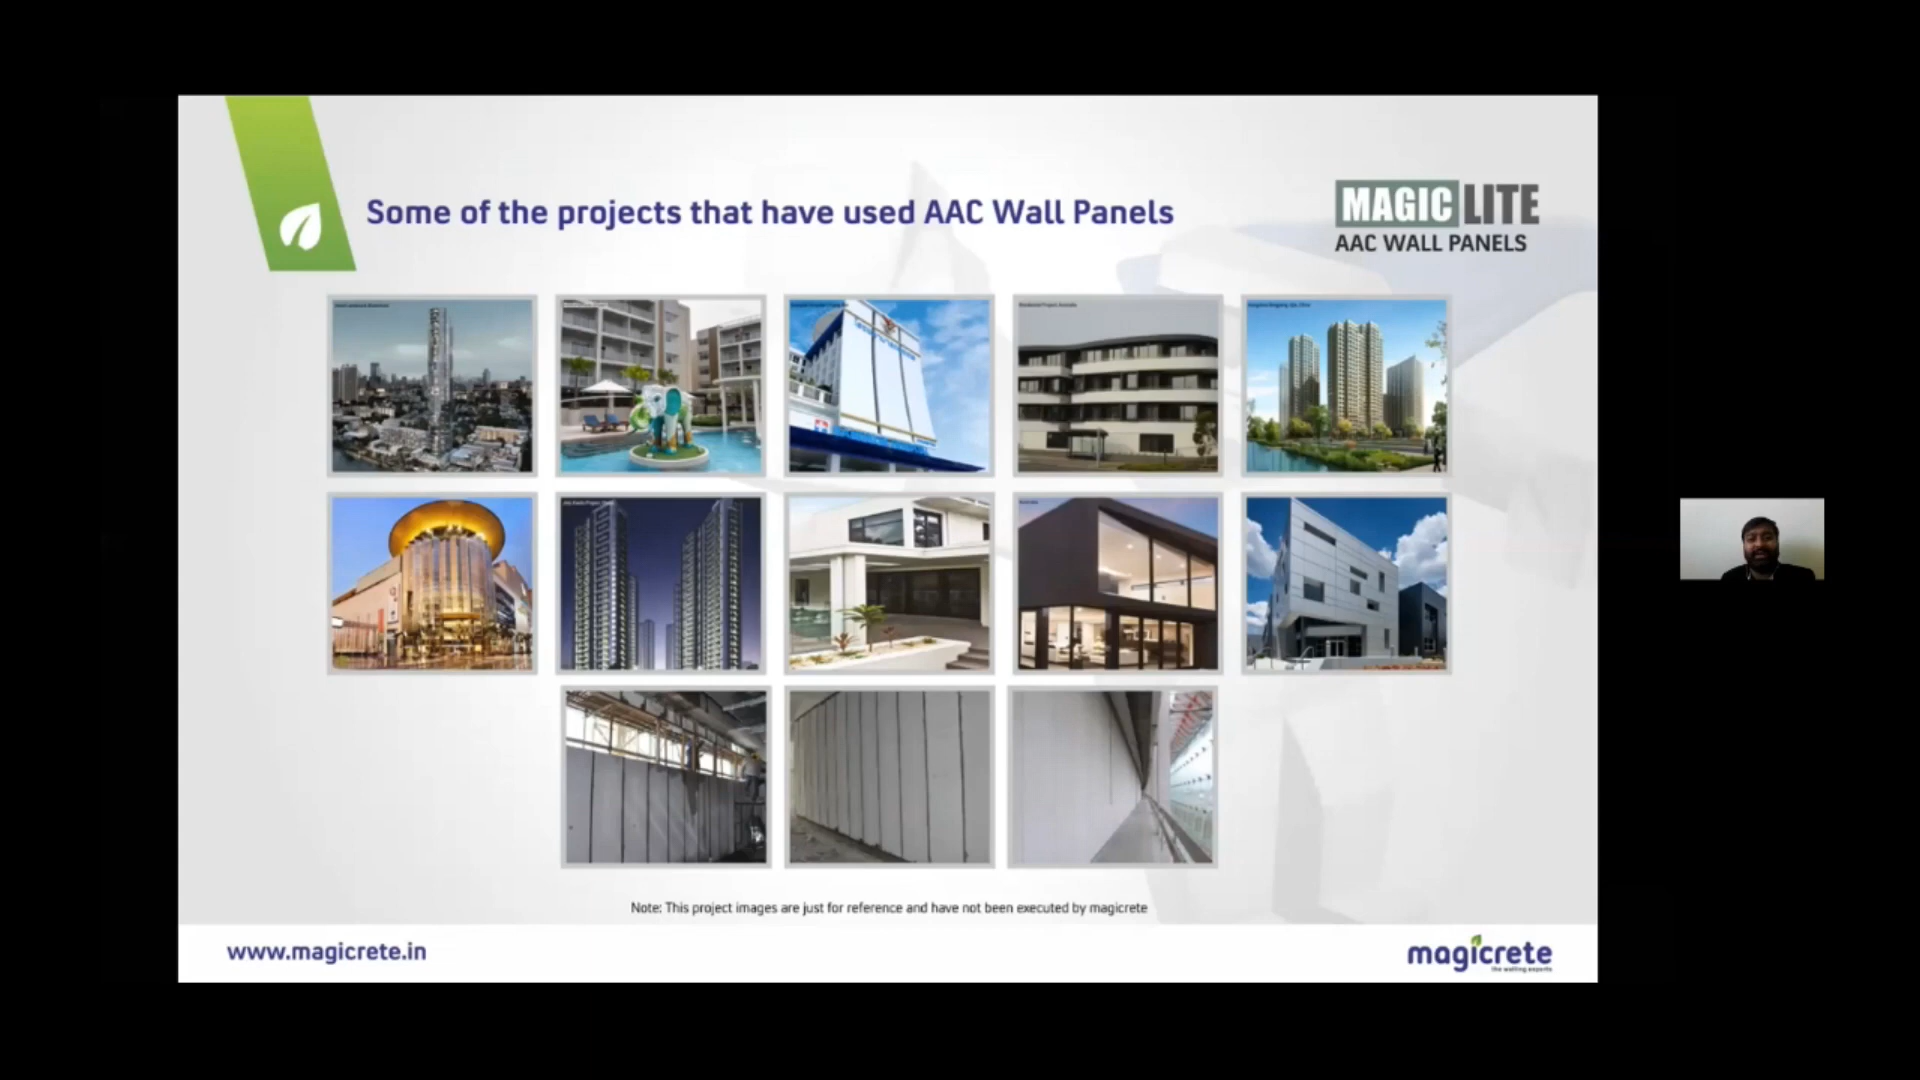 Some of the projects that have used AAC Wall Panels
MAGIC LITE
AAC WALL PANELS
Note: This project images are just for reference and have not been executed by magicrete
www.magicrete.in
magicrete
the walling experts